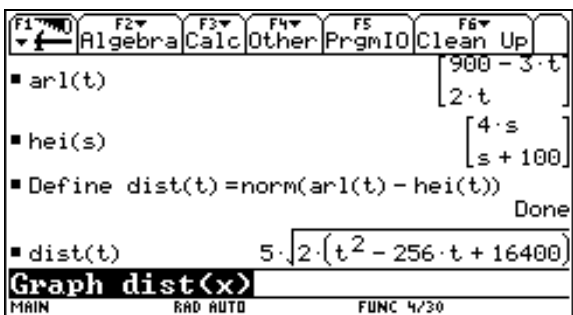 F1 F2 F3 F4 F5 F6
Algebra Calc Other PrgmIO Clean Up
▪ arl(t) [900 - 3·t
2·t]
▪ hei(s) [4·s
s + 100]
▪ Define dist(t)=norm(arl(t)-hei(t))
Done
▪ dist(t) 5·√2·(t² - 256·t + 16400)
Graph dist(x)
MAIN RAD AUTO FUNC 4/30